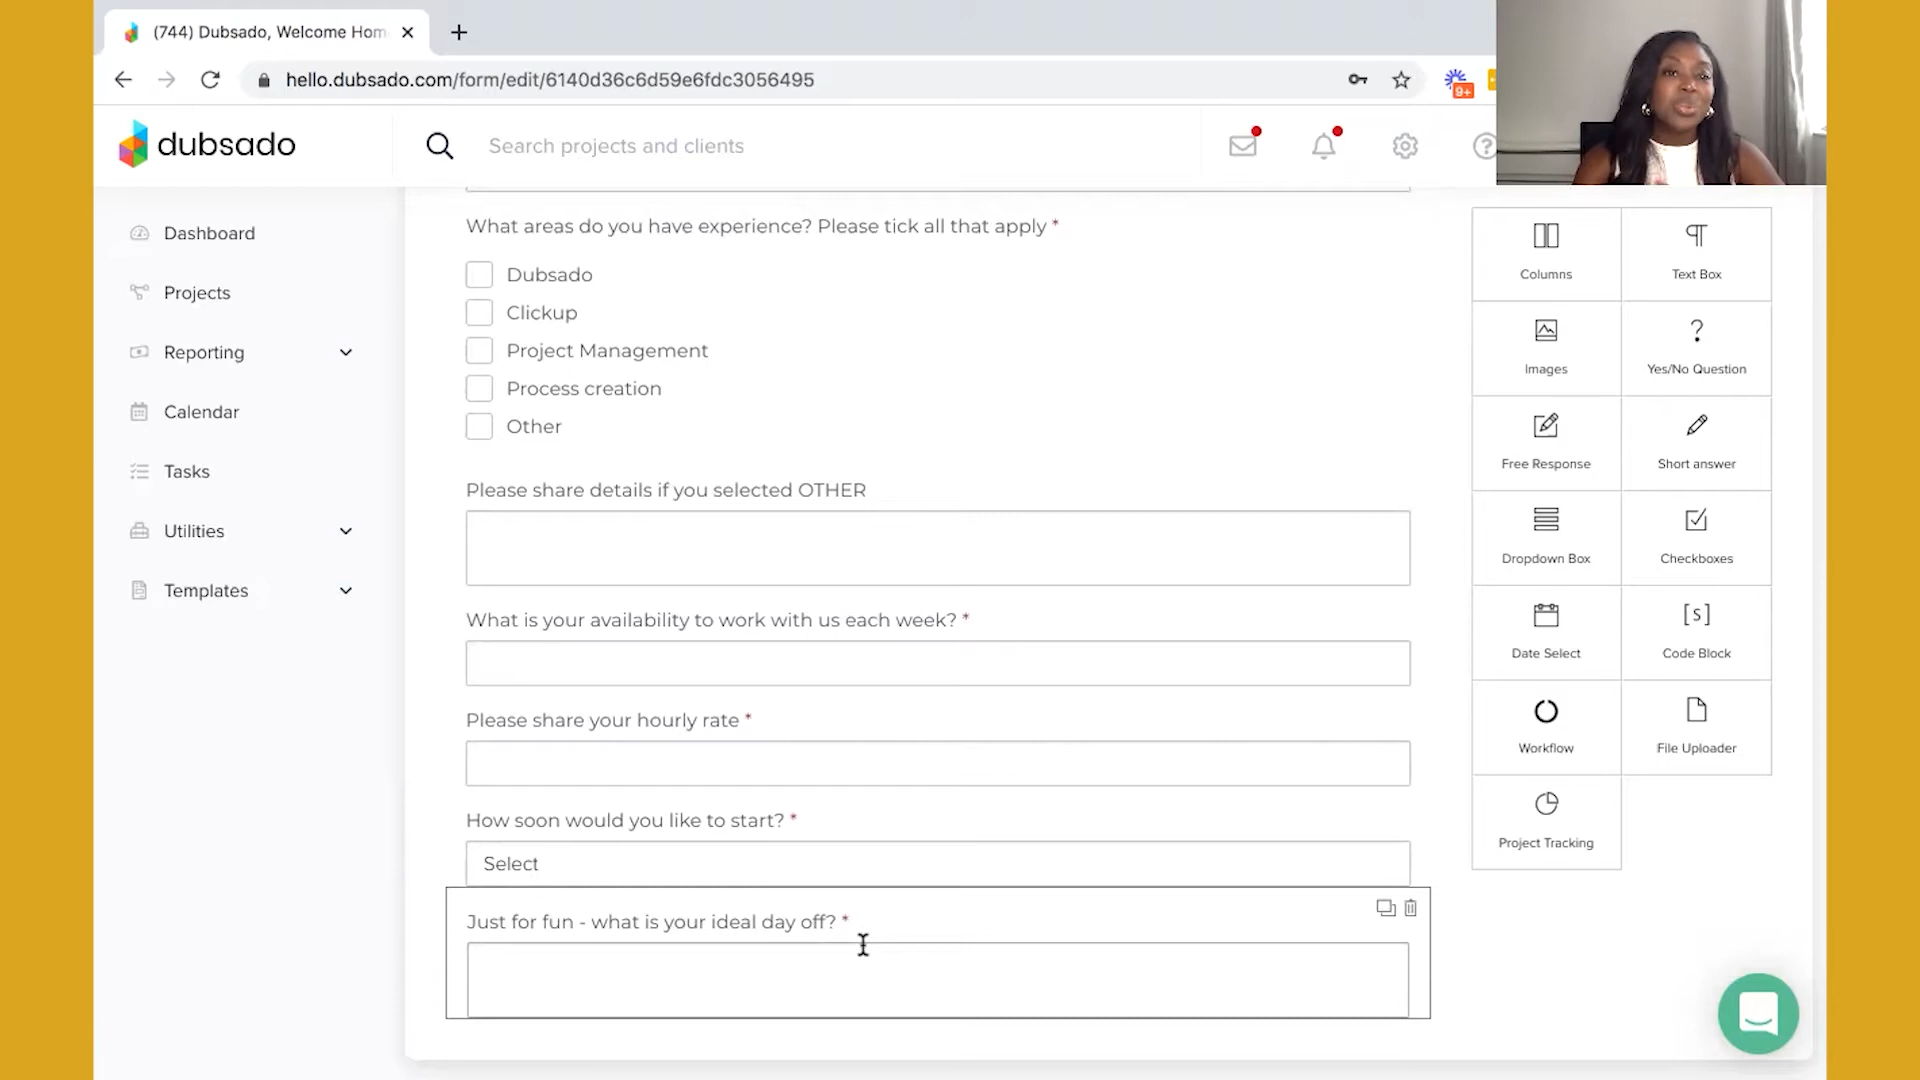 (744) Dubsado, Welcome Hom
hello.dubsado.com/form/edit/6140d36c6d59e6fdc3056495
9+
dubsado
Search projects and clients
Dashboard
Projects
Reporting
Calendar
Tasks
Utilities
Templates
What areas do you have experience? Please tick all that apply *
Dubsado
Clickup
Project Management
Process creation
Other
Please share details if you selected OTHER
What is your availability to work with us each week? *
Please share your hourly rate *
How soon would you like to start? *
Select
Just for fun - what is your ideal day off? *
Columns
Text Box
Images
Yes/No Question
Free Response
Short answer
Dropdown Box
Checkboxes
Date Select
[s]
Code Block
Workflow
File Uploader
Project Tracking